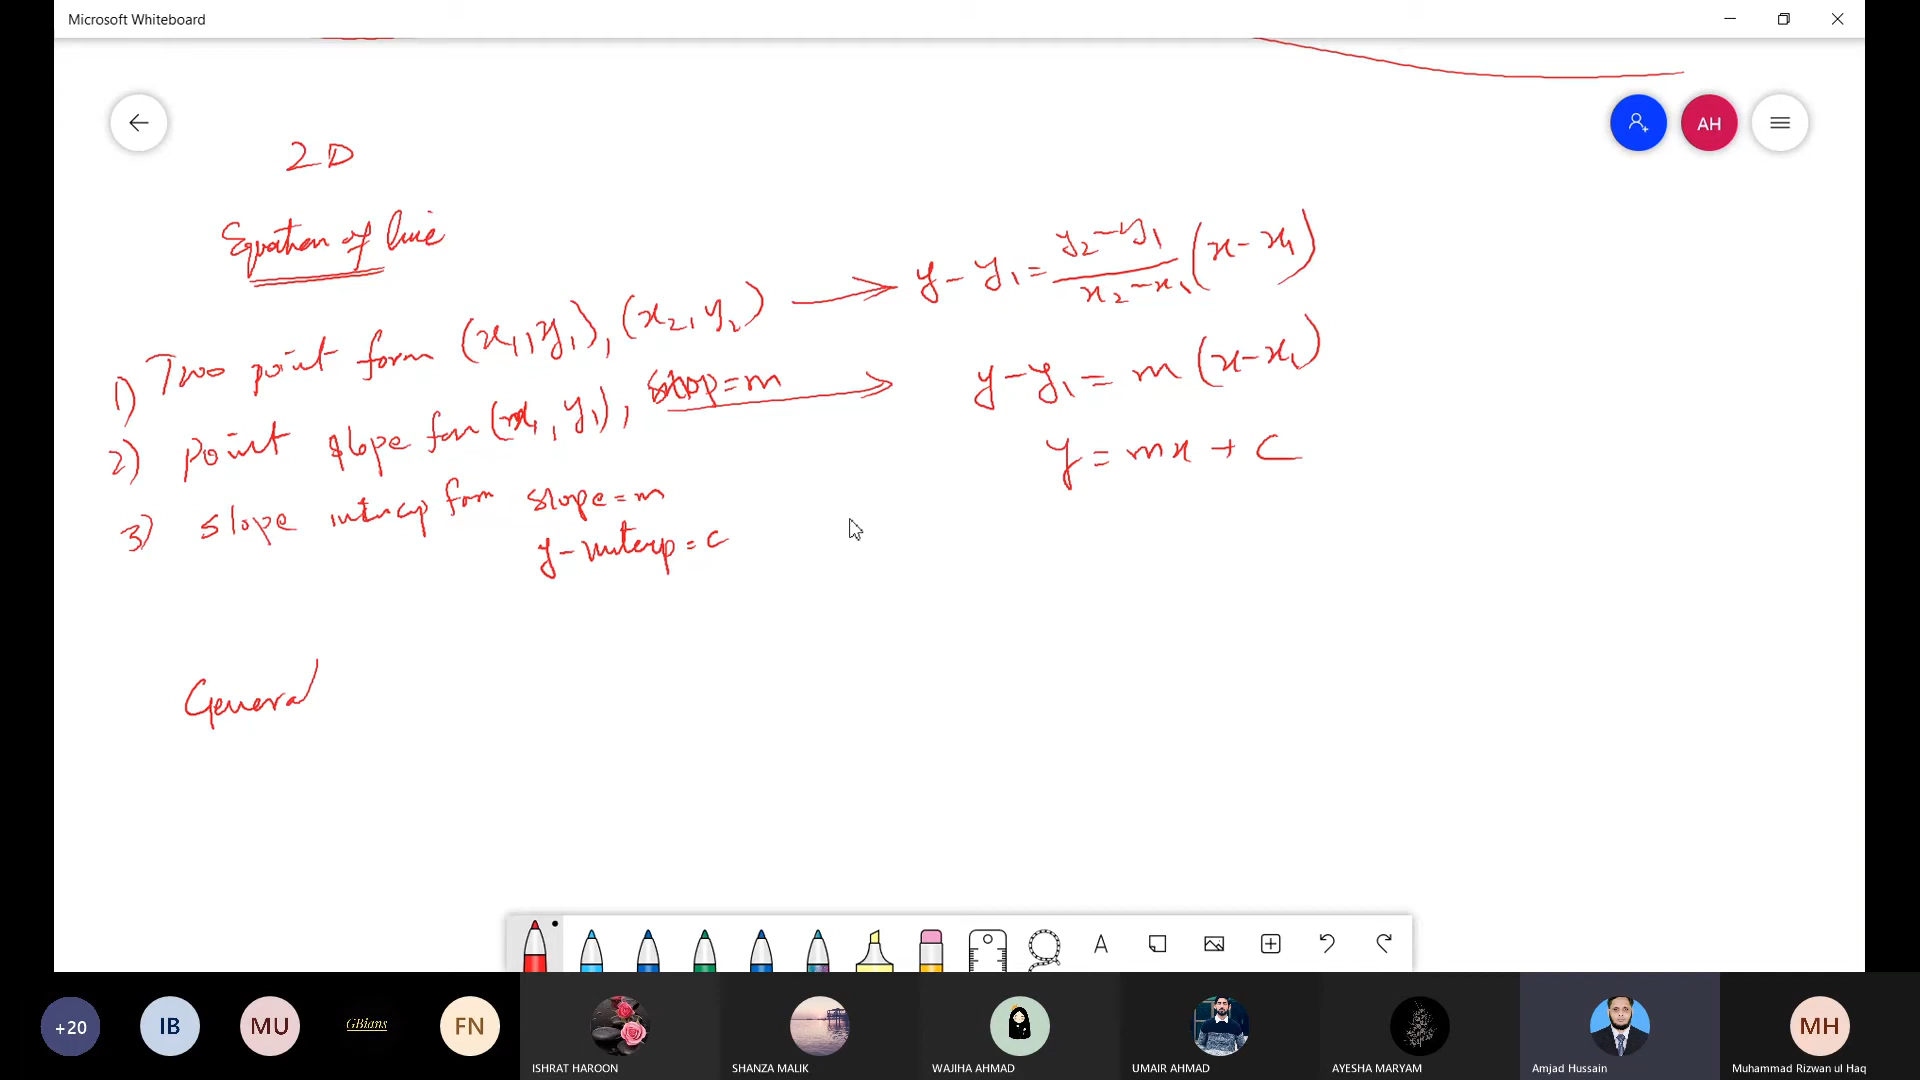 Microsoft Whiteboard
AH
2D
Equation of line
1) Two point form (x₁, y₁), (x₂, y₂) → y - y₁ = y₂ - y₁ / x₂ - x₁ (x - x₁)
2) Point slope form (x₁, y₁), slop = m → y - y₁ = m (x - x₁)
3) slope intercep form slope = m y = mx + c
y - intercp = c
General
A
+20
IB
MU
GBians
FN
MH
ISHRAT HAROON
SHANZA MALIK
WAJIHA AHMAD
UMAIR AHMAD
AYESHA MARYAM
Amjad Hussain
Muhammad Rizwan ul Haq